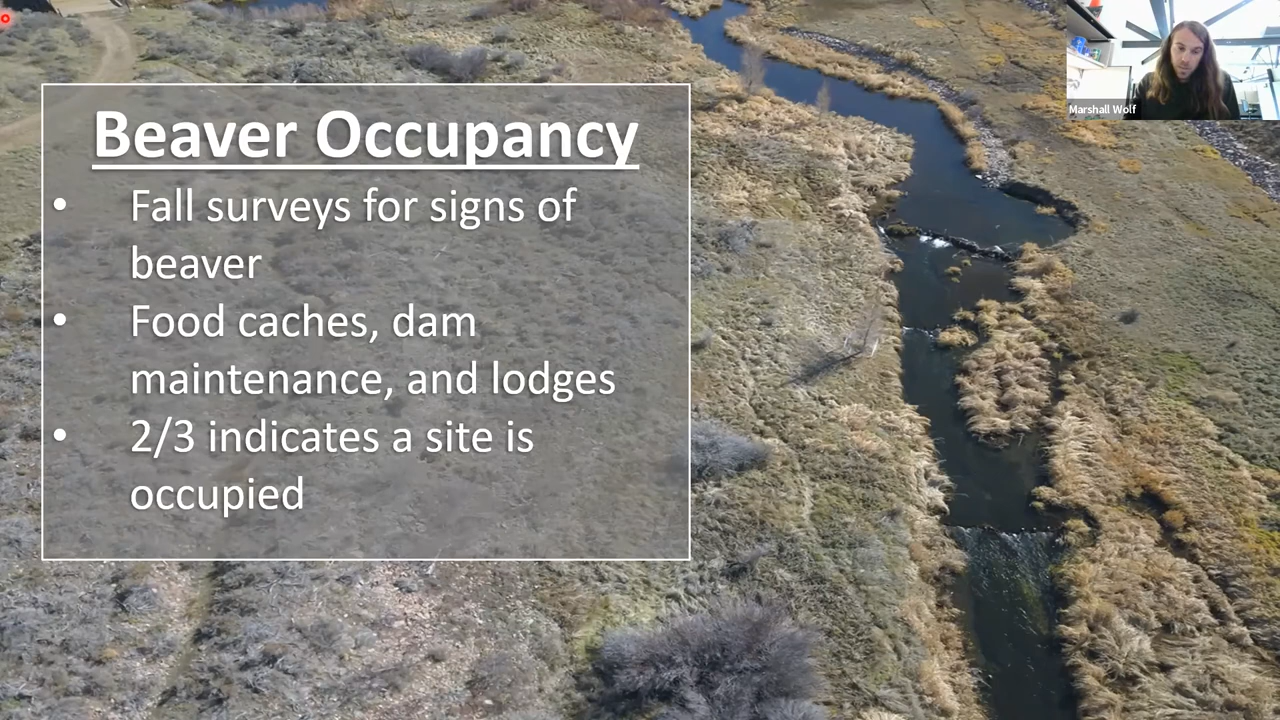 Beaver Occupancy
• Fall surveys for signs of
beaver
• Food caches, dam
maintenance, and lodges
• 2/3 indicates a site is
occupied
Marshall Wolf